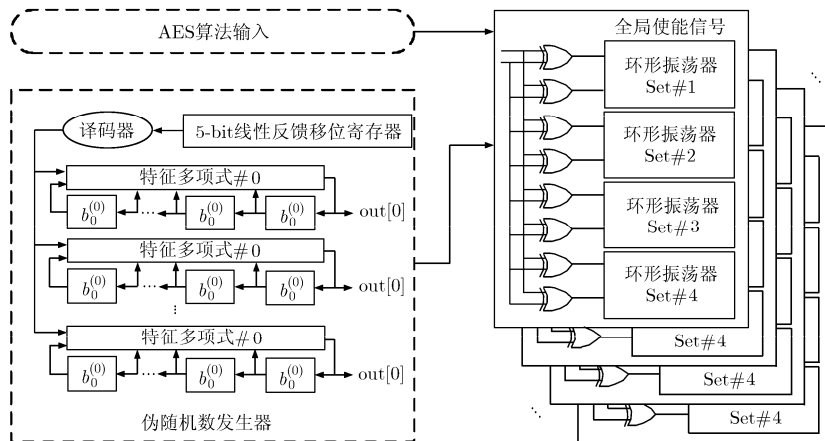 AES算法输入
译码器
5-bit线性反馈移位寄存器
特征多项式#0
b_0^{(0)} ... b_0^{(0)} b_0^{(0)} out[0]
特征多项式#0
b_0^{(0)} ... b_0^{(0)} b_0^{(0)} out[0]
⋮
特征多项式#0
b_0^{(0)} ... b_0^{(0)} b_0^{(0)} out[0]
伪随机数发生器
全局使能信号
环形振荡器
Set#1
环形振荡器
Set#2
环形振荡器
Set#3
环形振荡器
Set#4
Set#4
Set#4
Set#4